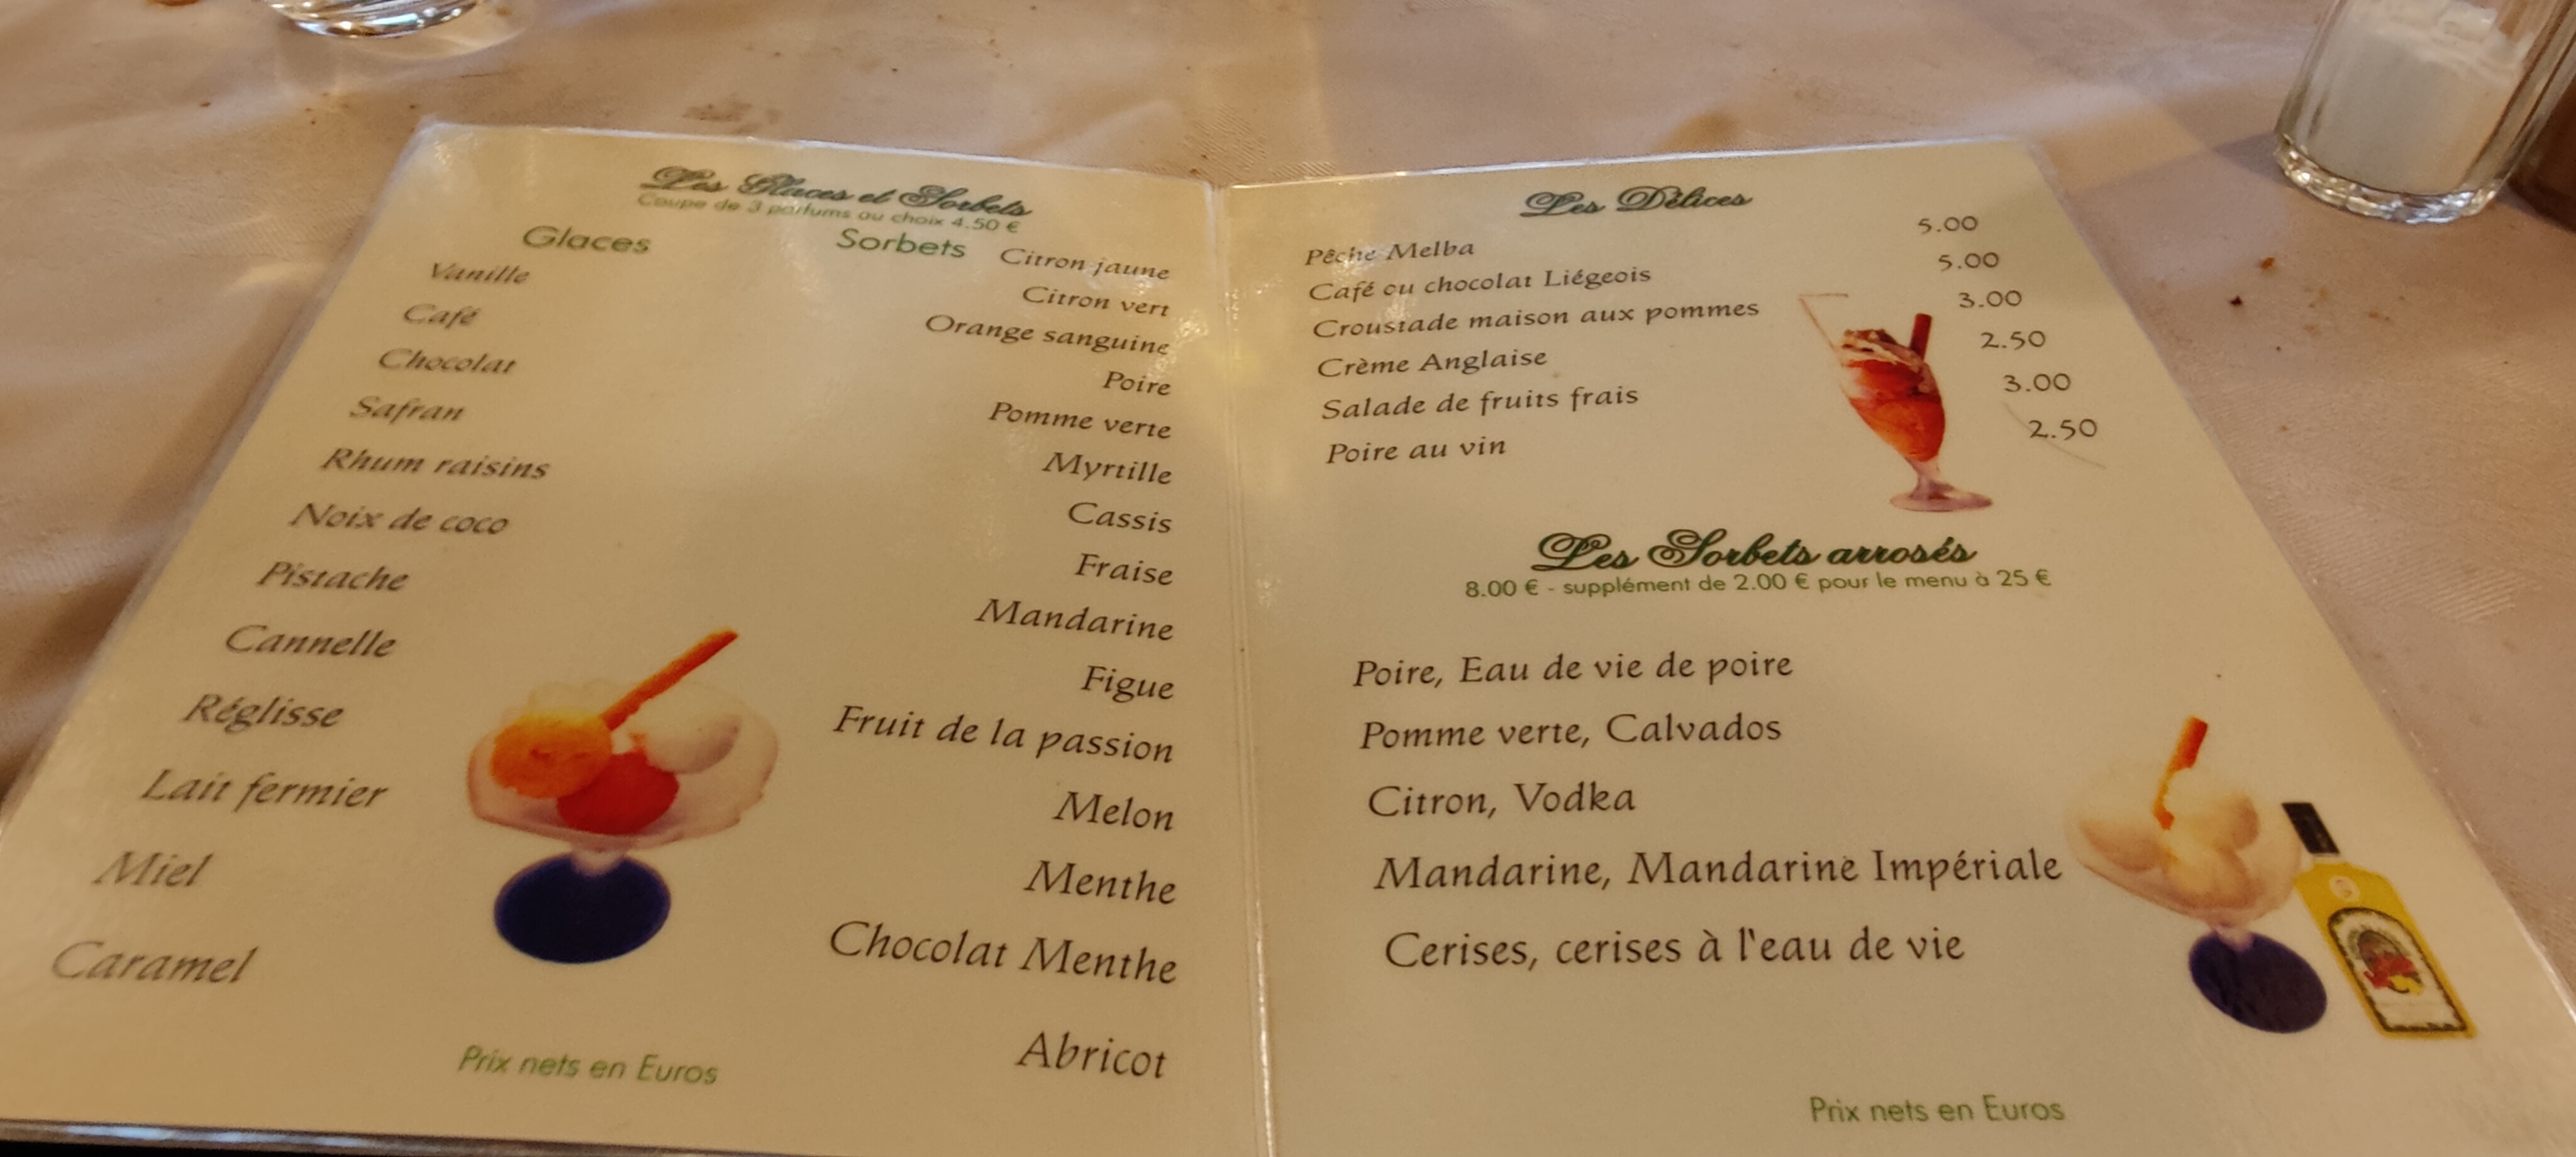 Les Glaces et Sorbets
Coupe de 3 parfums au choix 4.50 €
Glaces
Vanille
Café
Chocolat
Safran
Rhum raisins
Noix de coco
Pistache
Cannelle
Réglisse
Lait fermier
Miel
Caramel
Sorbets
Citron jaune
Citron vert
Orange sanguine
Poire
Pomme verte
Myrtille
Cassis
Fraise
Mandarine
Figue
Fruit de la passion
Melon
Menthe
Chocolat Menthe
Abricot
Prix nets en Euros
Les Délices
Pêche Melba 5.00
Café ou chocolat Liégeois 5.00
Croustade maison aux pommes 3.00
Crème Anglaise 2.50
Salade de fruits frais 3.00
Poire au vin 2.50
Les Sorbets arrosés
8.00 € - supplément de 2.00 € pour le menu à 25 €
Poire, Eau de vie de poire
Pomme verte, Calvados
Citron, Vodka
Mandarine, Mandarine Impériale
Cerises, cerises à l'eau de vie
Prix nets en Euros